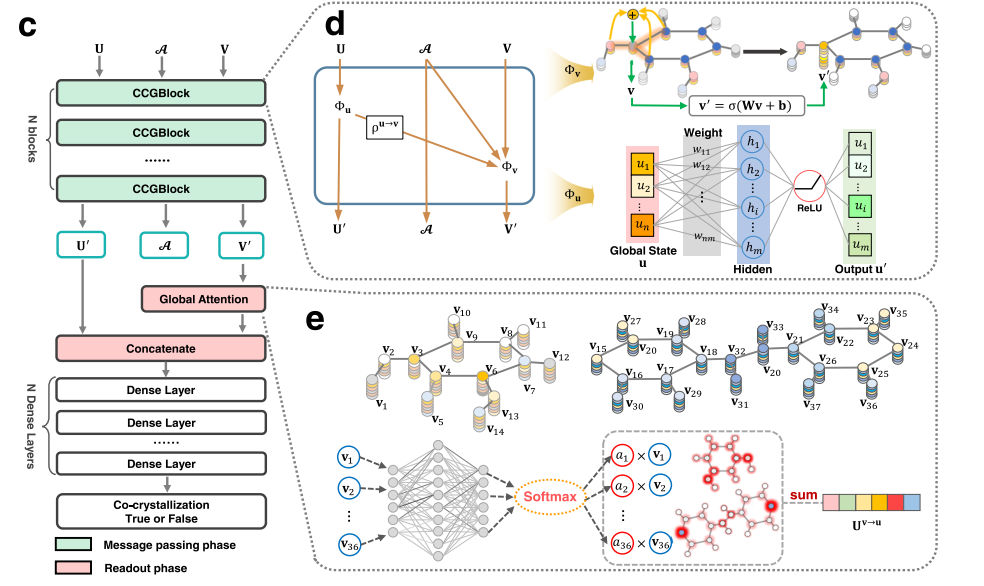 c
U 𝒜 V
CCGBlock
CCGBlock
......
CCGBlock
N blocks
U′ 𝒜 V′
Global Attention
Concatenate
Dense Layer
Dense Layer
......
Dense Layer
N Dense Layers
Co-crystallization
True or False
Message passing phase
Readout phase
d
U 𝒜 V
Φu
ρu→v
Φv
U′ 𝒜 V′
Φv
+
v
v′ = σ(Wv + b)
v′
Φu
u1
u2
⋮
un
Global State
u
Weight
w11
w12
⋮
wnm
h1
h2
⋮
hi
⋮
hm
Hidden
ReLU
u1
u2
⋮
ui
⋮
um
Output u′
e
v10
v11
v2 v3 v9 v8
v12
v4 v6 v7
v1
v5
v13
v14
v27 v28
v15 v20 v19 v18
v16 v17
v30 v29
v32 v33
v31
v20 v21
v34 v35
v22 v23 v24
v26 v25
v37 v36
v1
v2
⋮
v36
Softmax
a1 × v1
a2 × v2
⋮
a36 × v36
sum
Uv→u